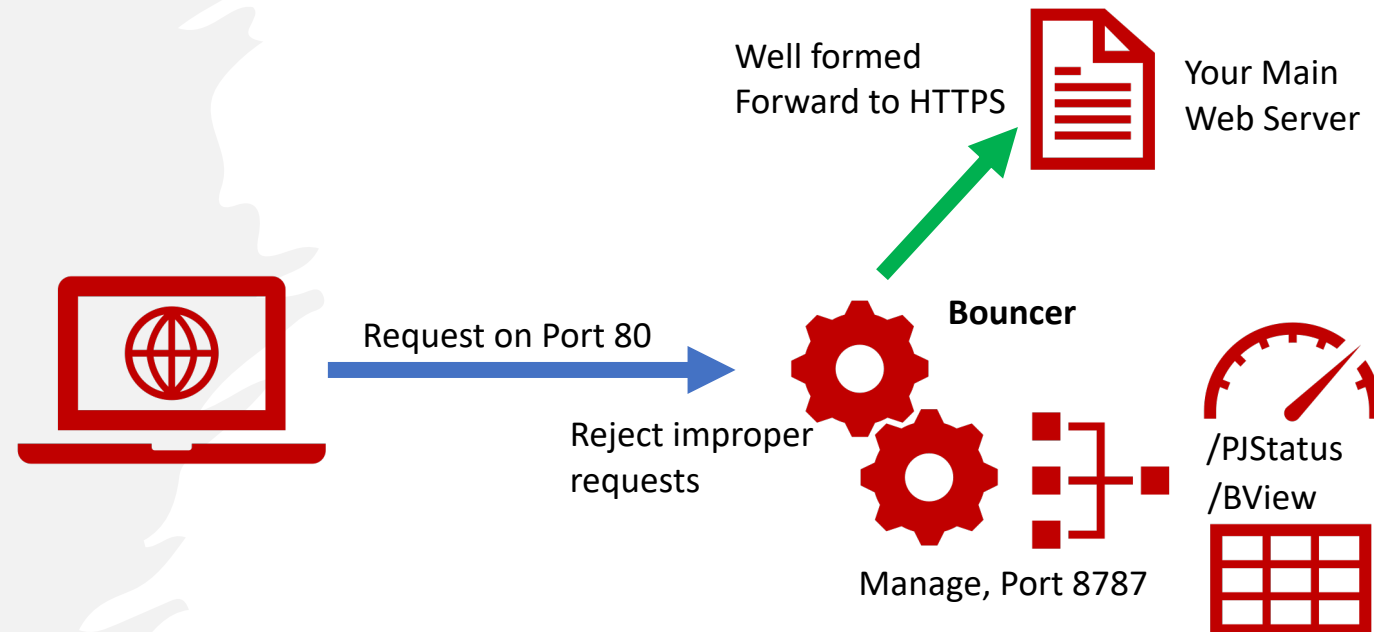 Well formed
Forward to HTTPS
Your Main
Web Server
Bouncer
Request on Port 80
Reject improper
requests
/PJStatus
/BView
Manage, Port 8787